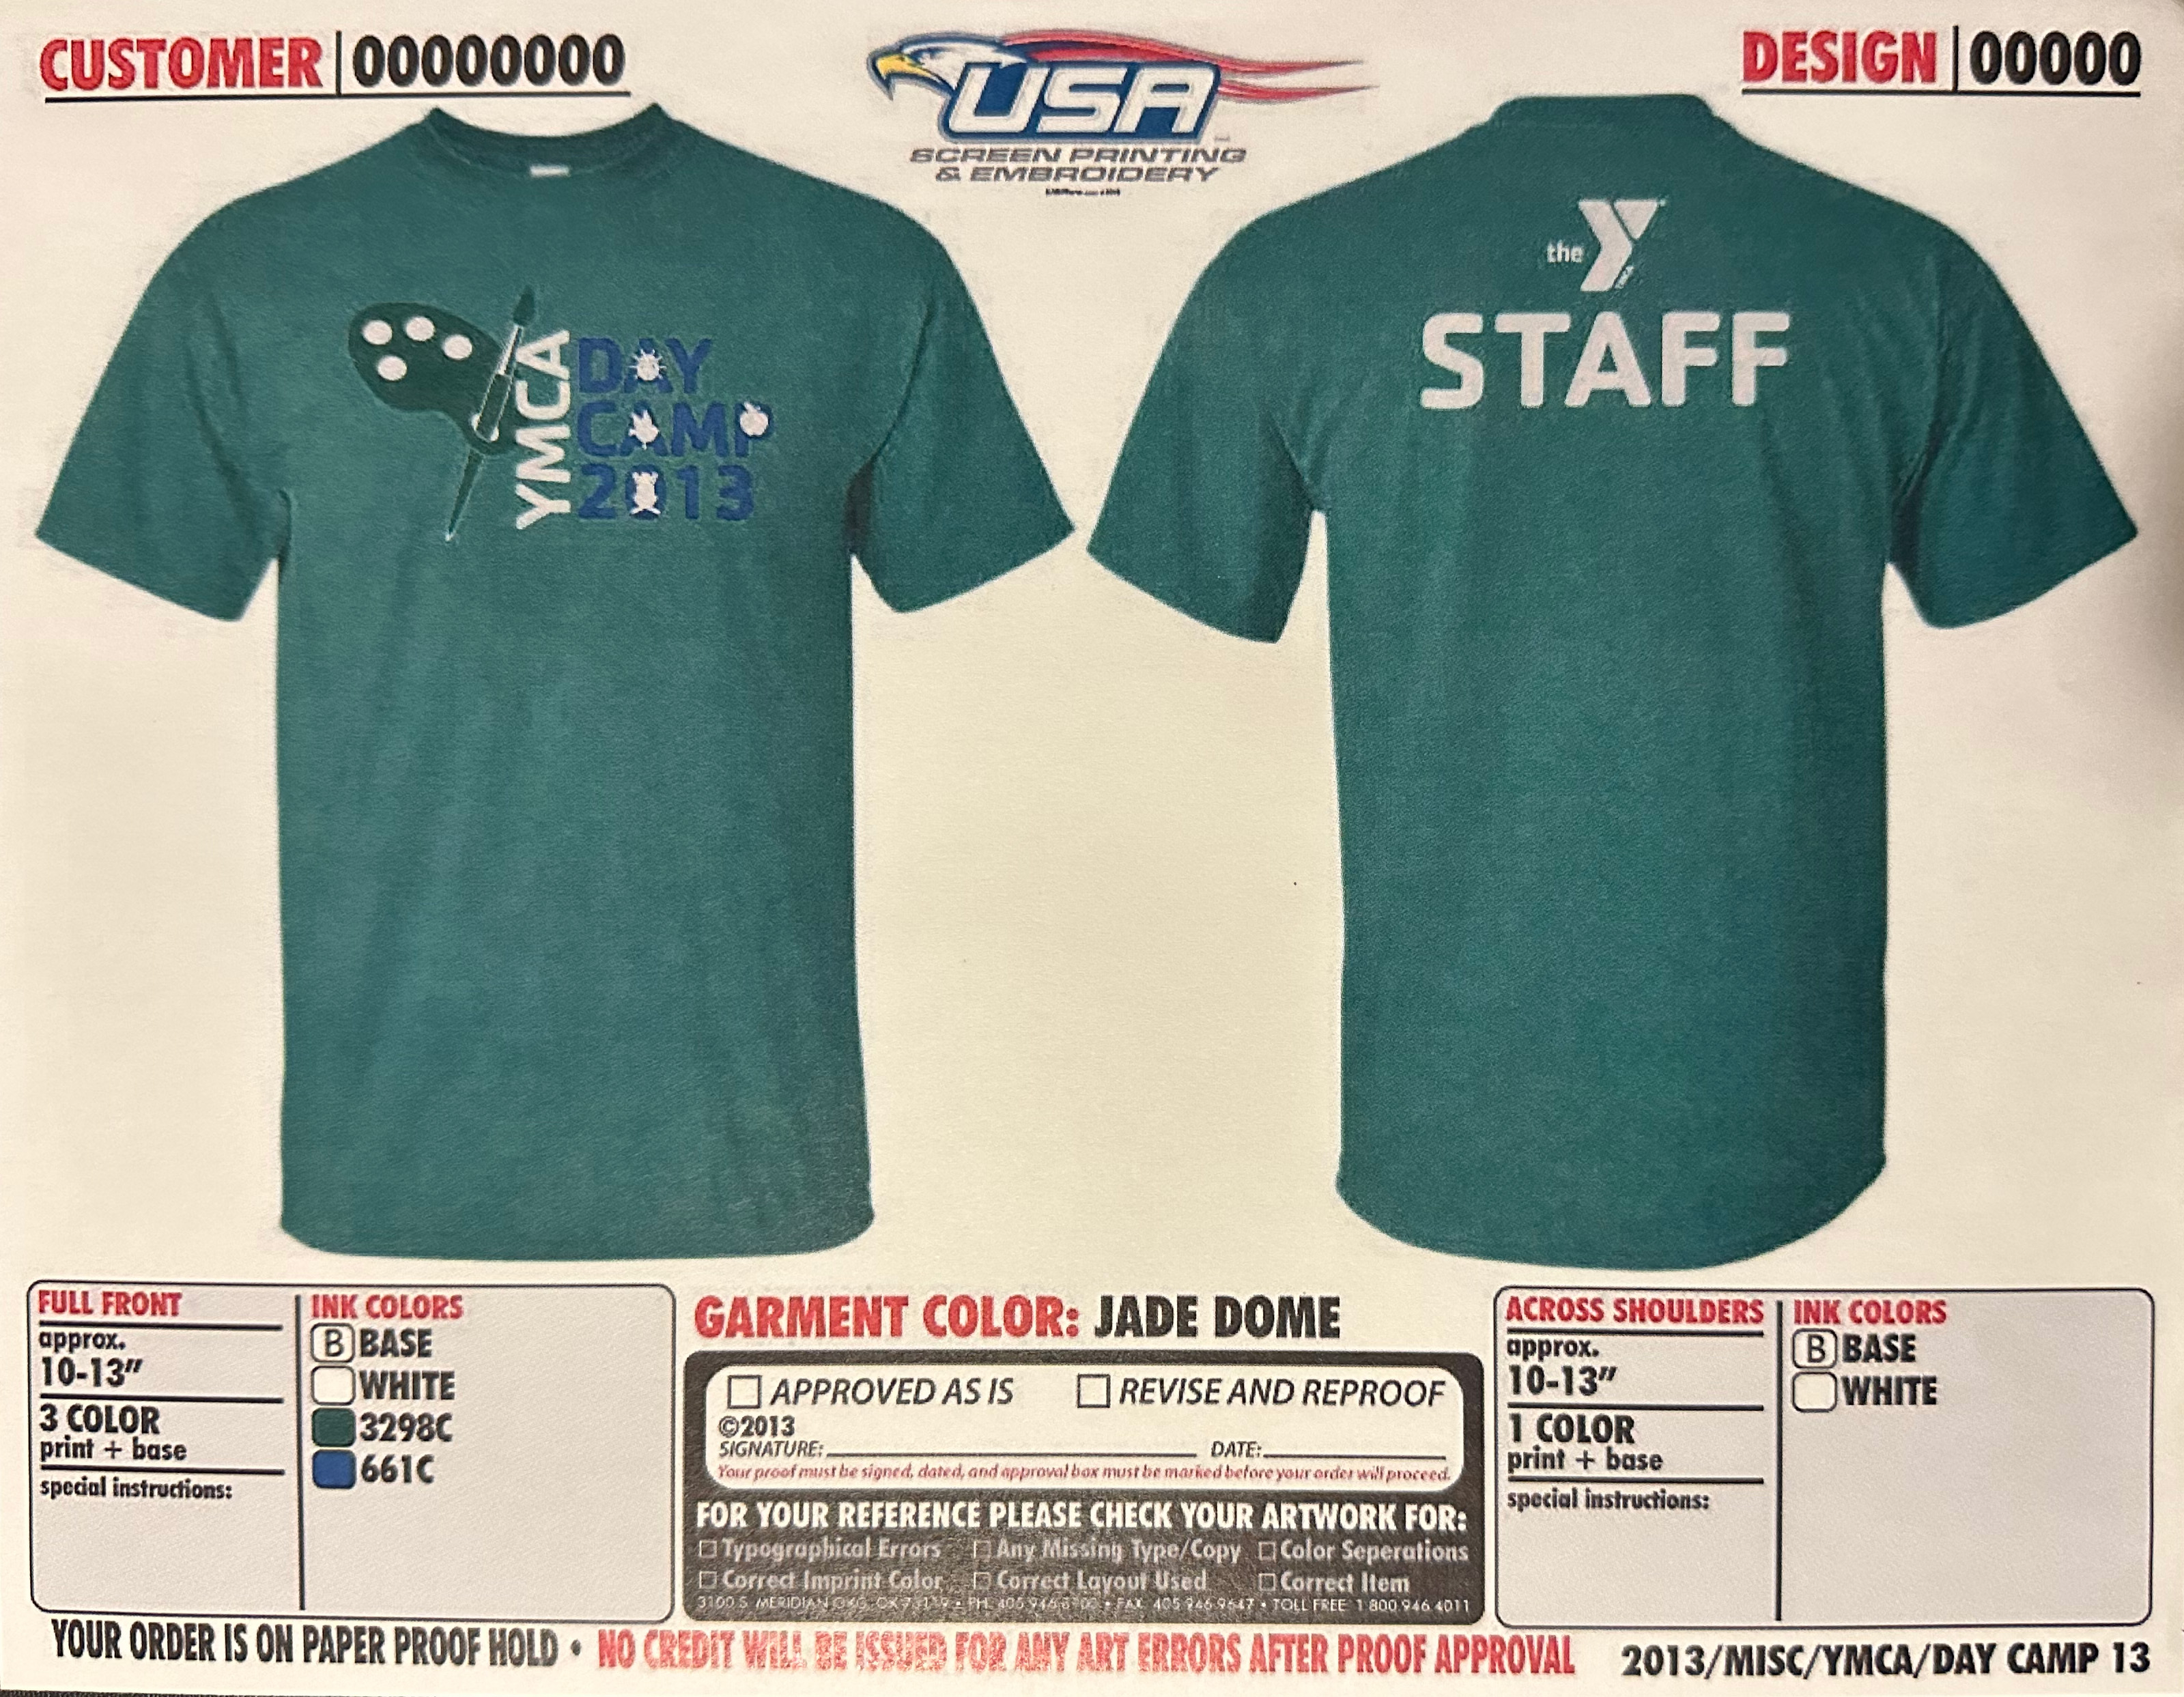 CUSTOMER | 00000000
USA
SCREEN PRINTING
& EMBROIDERY
DESIGN | 00000
YMCA
DAY
CAMP
2013
the Y
STAFF
FULL FRONT
approx.
10-13"
3 COLOR
print + base
special instructions:
INK COLORS
B BASE
WHITE
3298C
661C
GARMENT COLOR: JADE DOME
APPROVED AS IS
REVISE AND REPROOF
©2013
SIGNATURE: DATE:
Your proof must be signed, dated, and approval box must be marked before your order will proceed.
FOR YOUR REFERENCE PLEASE CHECK YOUR ARTWORK FOR:
Typographical Errors Any Missing Type/Copy Color Seperations
Correct Imprint Color Correct Layout Used Correct Item
3100 S. MERIDIAN OKC, OK 73119 • PH. 405 946 • FAX 405 946 9647 • TOLL FREE 1 800 946 4011
ACROSS SHOULDERS
approx.
10-13"
1 COLOR
print + base
special instructions:
INK COLORS
B BASE
WHITE
YOUR ORDER IS ON PAPER PROOF HOLD • NO CREDIT WILL BE ISSUED FOR ANY ART ERRORS AFTER PROOF APPROVAL
2013/MISC/YMCA/DAY CAMP 13